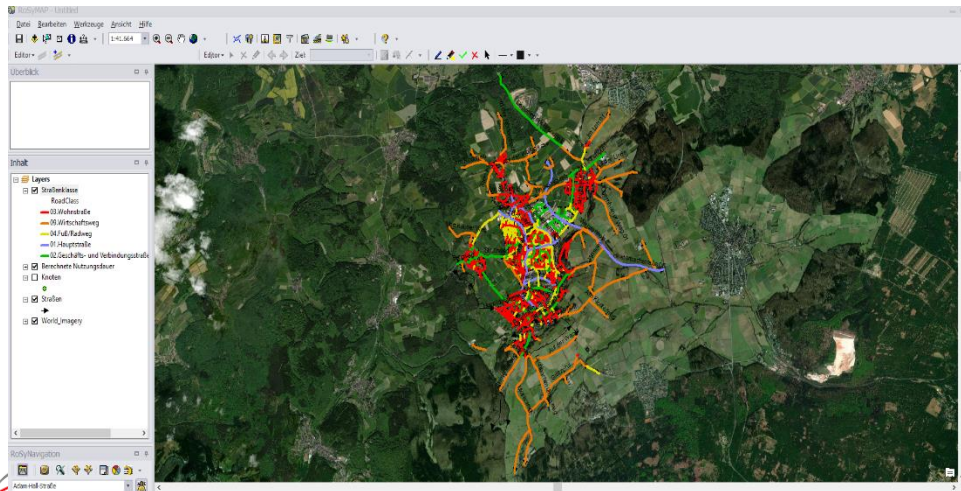 RoSyMAP - Untitled
Datei Bearbeiten Werkzeuge Ansicht Hilfe
1:41.664
Editor
Editor Ziel:
Überblick
Inhalt
Layers
Straßenklasse
RoadClass
03.Wohnstraße
09.Wirtschaftsweg
04.Fuß/Radweg
01.Hauptstraße
02.Geschäfts- und Verbindungsstraße
Berechnete Nutzungsdauer
Knoten
Straßen
World_Imagery
RoSyNavigation
Adam-Hall-Straße